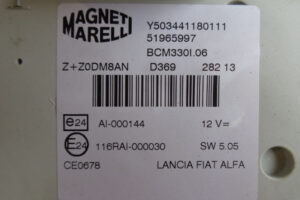 MAGNETI
MARELLI
Y503441180111
51965997
BCM330I.06
Z+Z0DM8AN D369 282 13
e24 AI-000144 12 V=
E24 116RAI-000030 SW 5.05
CE0678 LANCIA FIAT ALFA